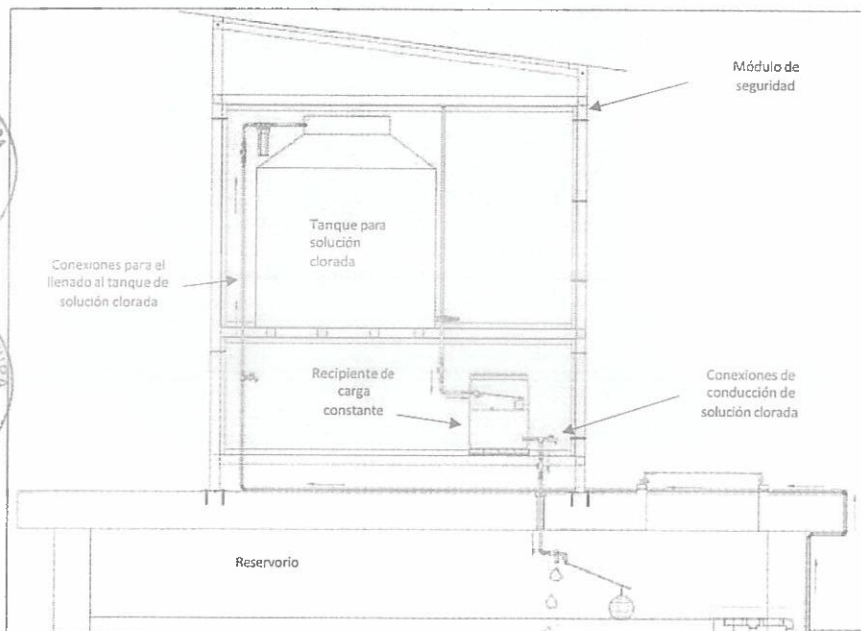 Módulo de
seguridad
Tanque para
solución
clorada
Conexiones para el
llenado al tanque de
solución clorada
Recipiente de
carga
constante
Conexiones de
conducción de
solución clorada
Reservorio